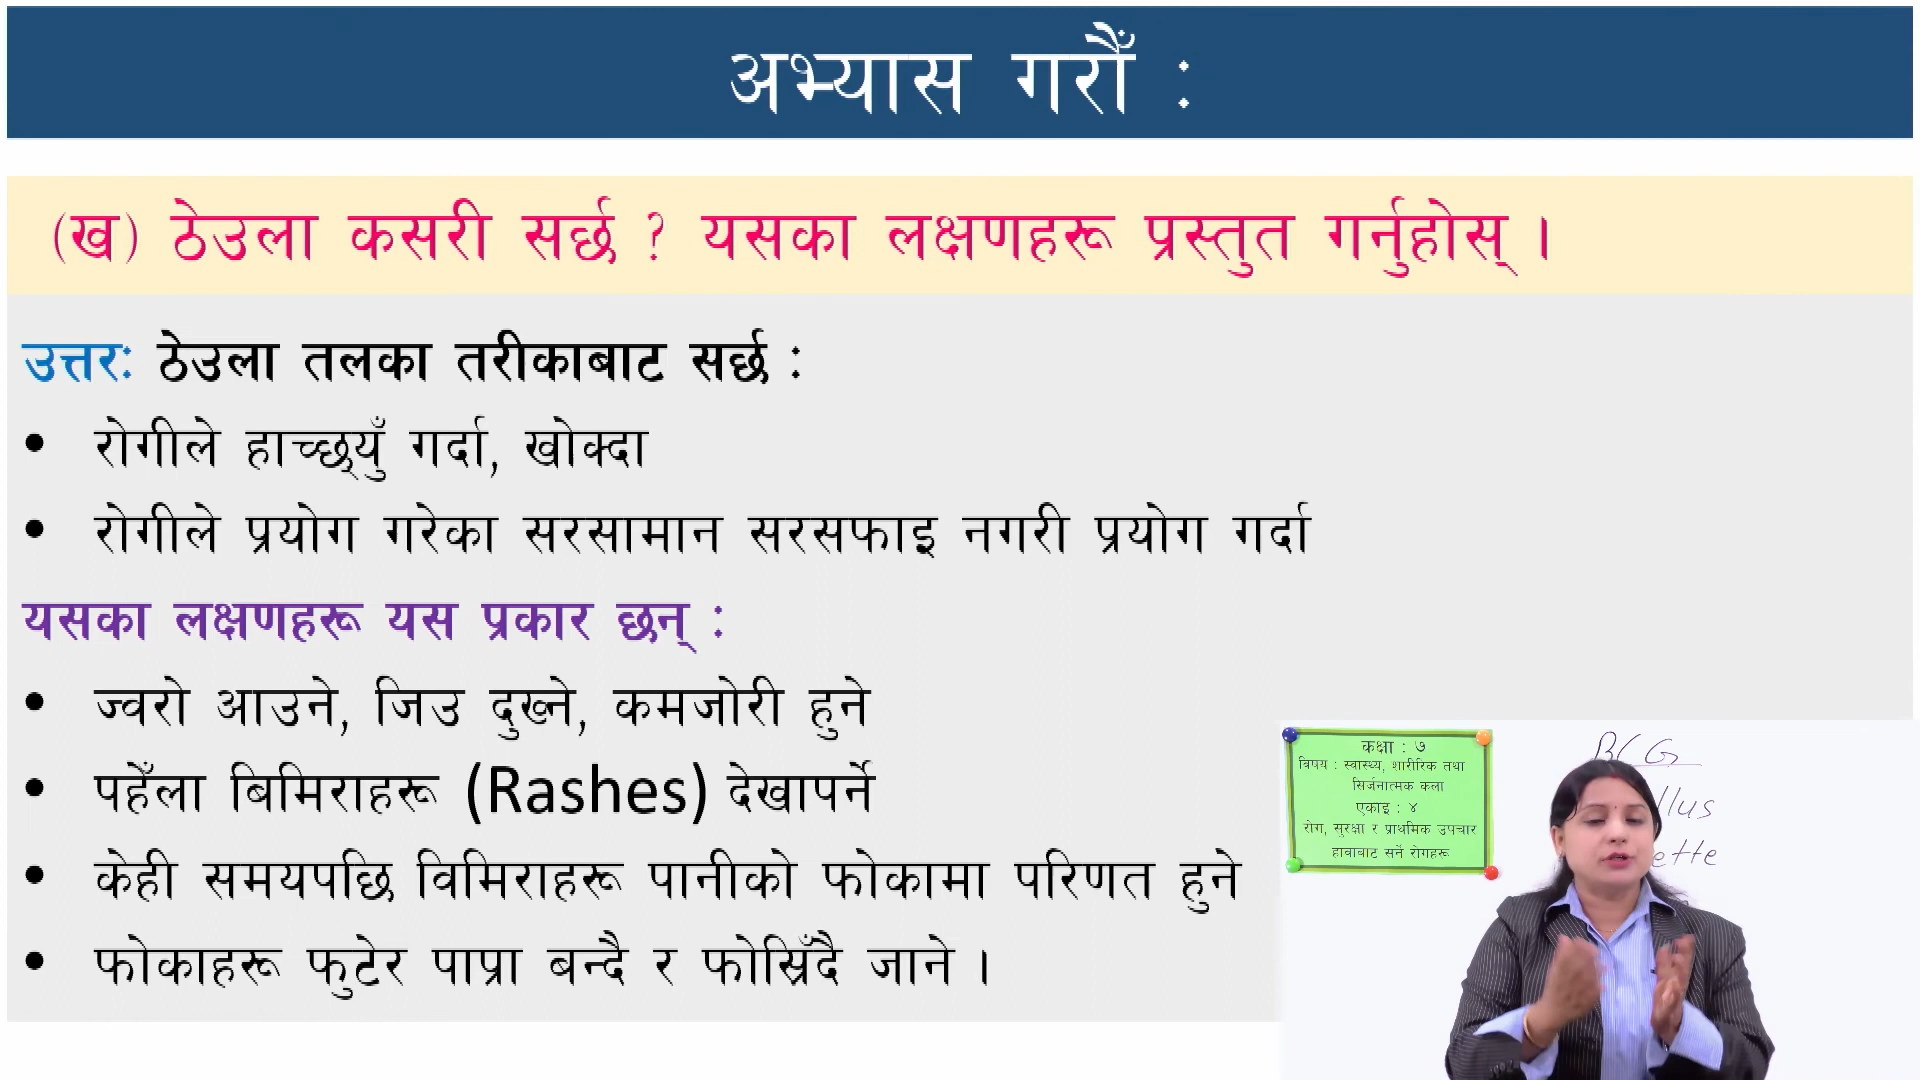 अभ्यास गरौँ :
(ख) ठेउला कसरी सर्छ ? यसका लक्षणहरू प्रस्तुत गर्नुहोस् ।
उत्तरः ठेउला तलका तरीकाबाट सर्छ :
• रोगीले हाच्छ्युँ गर्दा, खोक्दा
• रोगीले प्रयोग गरेका सरसामान सरसफाइ नगरी प्रयोग गर्दा
यसका लक्षणहरू यस प्रकार छन् :
• ज्वरो आउने, जिउ दुख्ने, कमजोरी हुने
• पहेँला बिमिराहरू (Rashes) देखापर्ने
• केही समयपछि विमिराहरू पानीको फोकामा परिणत हुने
• फोकाहरू फुटेर पाप्रा बन्दै र फोस्रिँदै जाने ।
कक्षा : ७
विषय : स्वास्थ्य, शारीरिक तथा
सिर्जनात्मक कला
एकाइ : ४
रोग, सुरक्षा र प्राथमिक उपचार
हावाबाट सर्ने रोगहरू
BCG